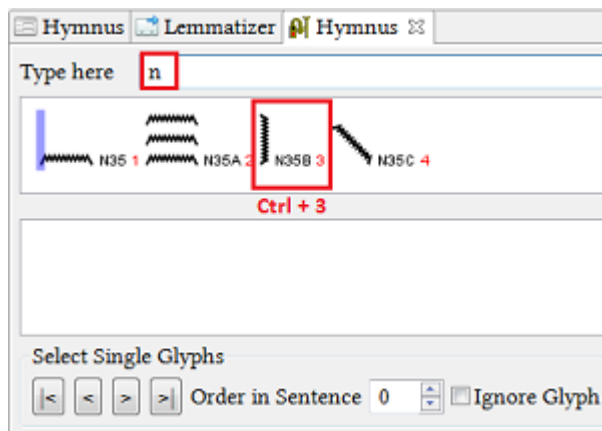 Hymnus Lemmatizer Hymnus
Type here n
N35 1 N35A 2 N35B 3 N35C 4
Ctrl + 3
Select Single Glyphs
|< < > >| Order in Sentence 0 Ignore Glyph